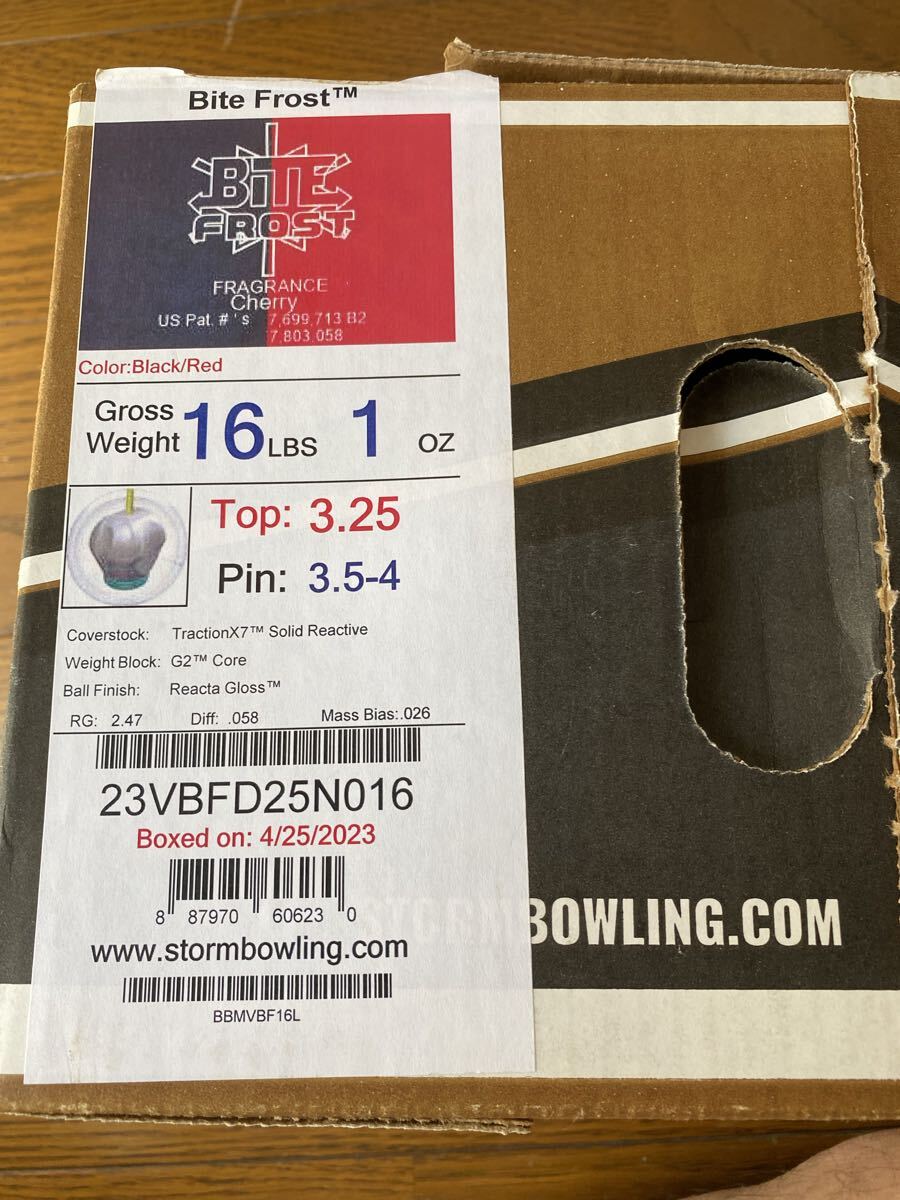 Bite Frost™
BiTE
FROST
FRAGRANCE
Cherry
US Pat. # ' s 7,699,713 B2
7,803,058
Color:Black/Red
Gross Weight 16 LBS 1 OZ
Top: 3.25
Pin: 3.5-4
Coverstock: TractionX7™ Solid Reactive
Weight Block: G2™ Core
Ball Finish: Reacta Gloss™
RG: 2.47 Diff: .058 Mass Bias:.026
23VBFD25N016
Boxed on: 4/25/2023
8 87970 60623 0
www.stormbowling.com
BBMVBF16L
STORMBOWLING.COM